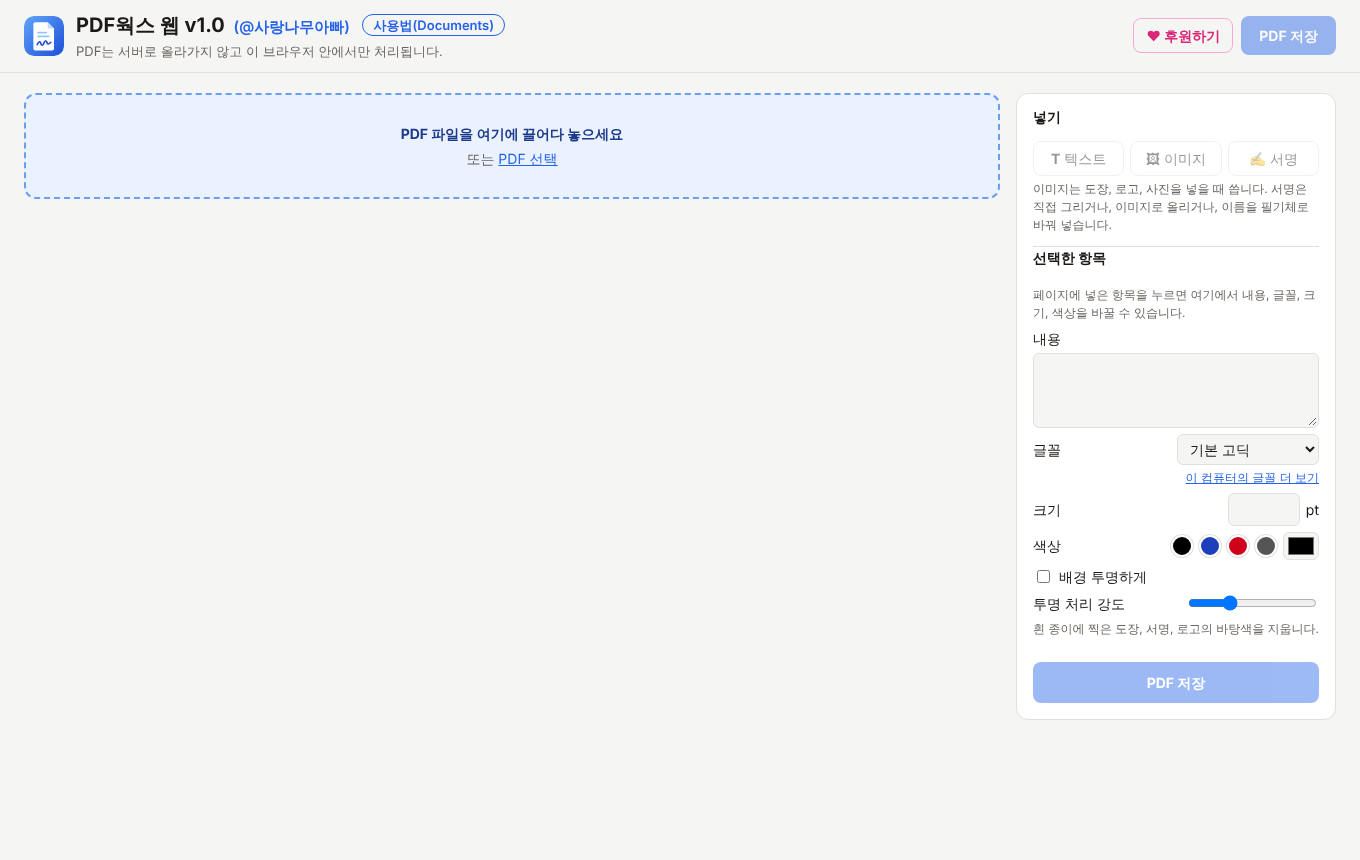 PDF웍스 웹 v1.0 (@사랑나무아빠) 사용법(Documents)
PDF는 서버로 올라가지 않고 이 브라우저 안에서만 처리됩니다.
♥ 후원하기
PDF 저장
PDF 파일을 여기에 끌어다 놓으세요
또는 PDF 선택
넣기
T 텍스트
🖼 이미지
✍ 서명
이미지는 도장, 로고, 사진을 넣을 때 씁니다. 서명은
직접 그리거나, 이미지로 올리거나, 이름을 필기체로
바꿔 넣습니다.
선택한 항목
페이지에 넣은 항목을 누르면 여기에서 내용, 글꼴, 크
기, 색상을 바꿀 수 있습니다.
내용
글꼴 기본 고딕
이 컴퓨터의 글꼴 더 보기
크기 pt
색상
배경 투명하게
투명 처리 강도
흰 종이에 찍은 도장, 서명, 로고의 바탕색을 지웁니다.
PDF 저장